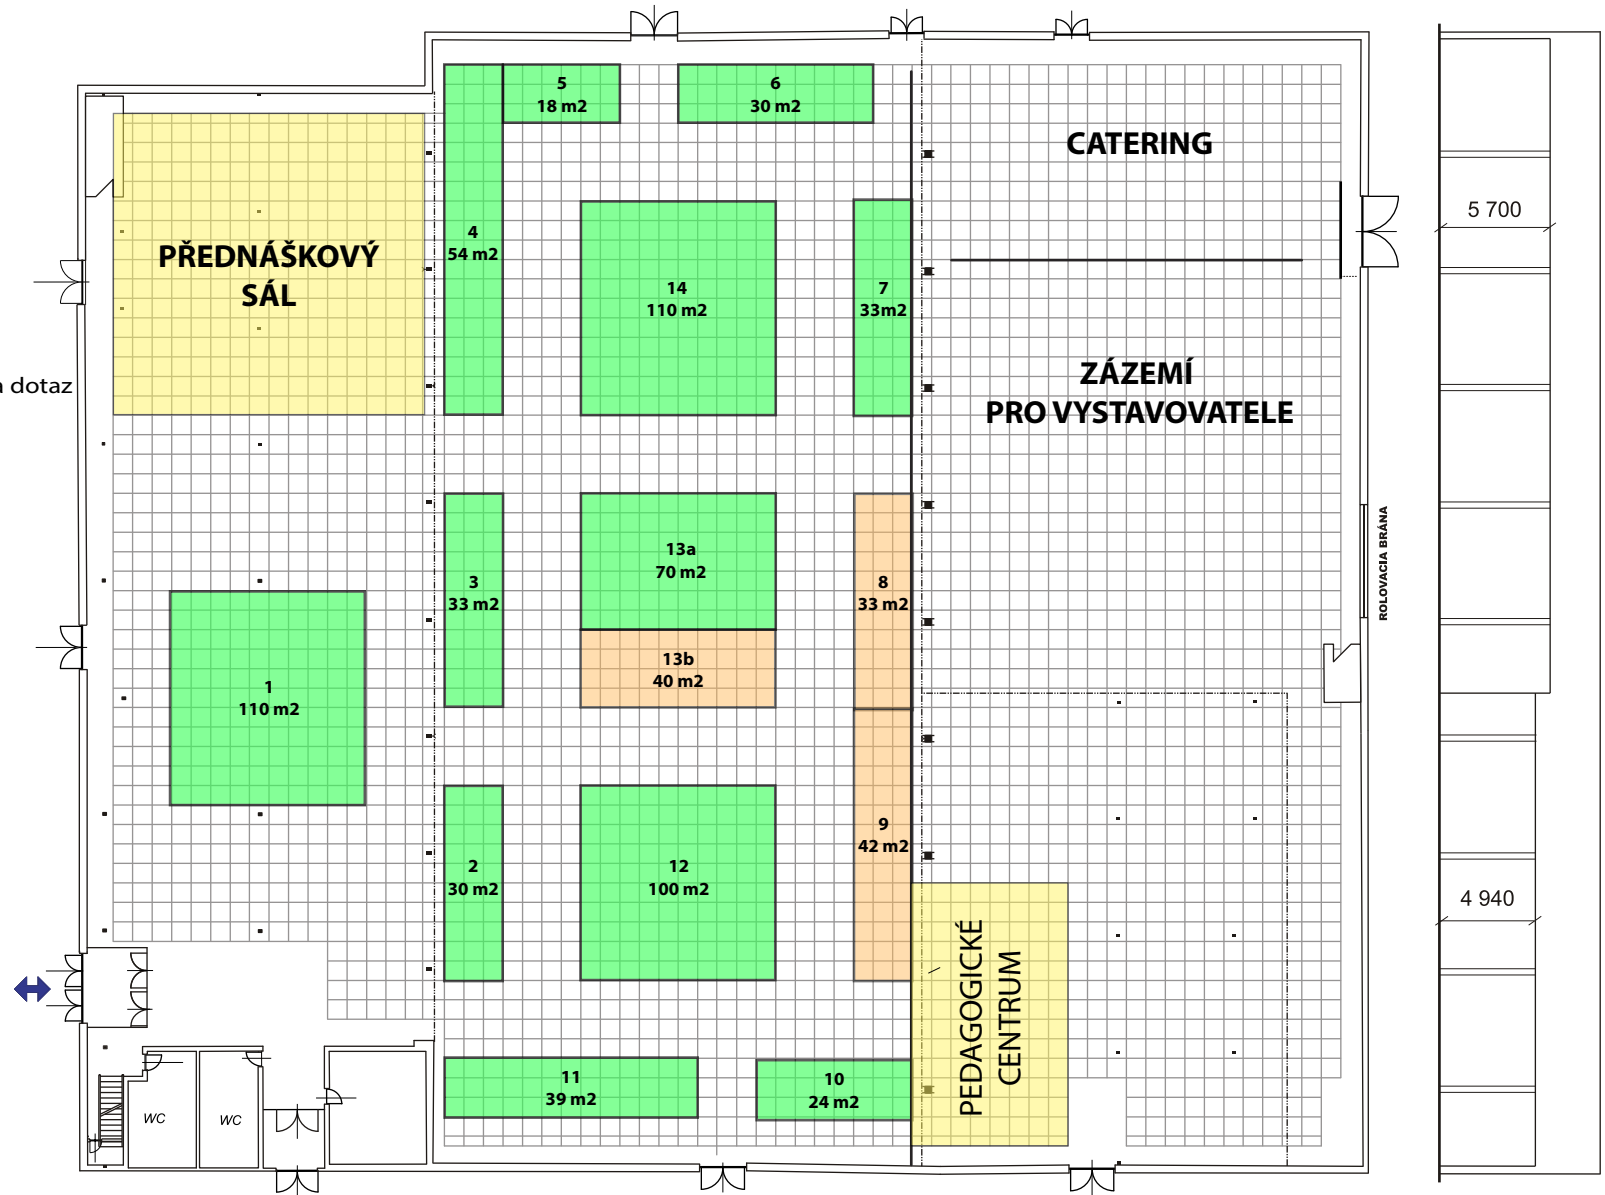 5
18 m2
6
30 m2
CATERING
5 700
PŘEDNÁŠKOVÝ
SÁL
4
54 m2
14
110 m2
7
33m2
dotaz
ZÁZEMÍ
PRO VYSTAVOVATELE
ROLOVACIA BRÁNA
3
33 m2
13a
70 m2
8
33 m2
13b
40 m2
1
110 m2
2
30 m2
12
100 m2
9
42 m2
4 940
PEDAGOGICKÉ
CENTRUM
11
39 m2
10
24 m2
WC
WC